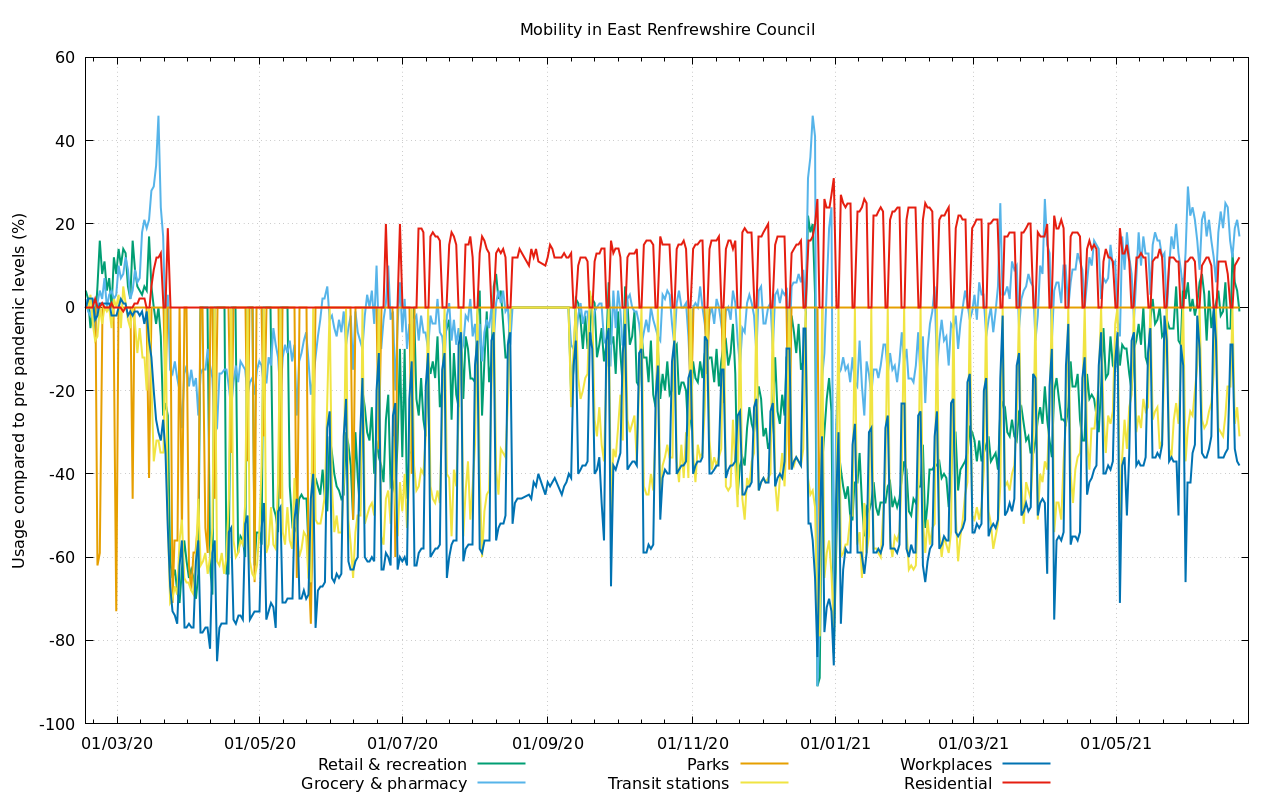 Mobility in East Renfrewshire Council
Usage compared to pre pandemic levels (%)
60
40
20
0
-20
-40
-60
-80
-100
01/03/20 01/05/20 01/07/20 01/09/20 01/11/20 01/01/21 01/03/21 01/05/21
Retail & recreation Parks Workplaces
Grocery & pharmacy Transit stations Residential